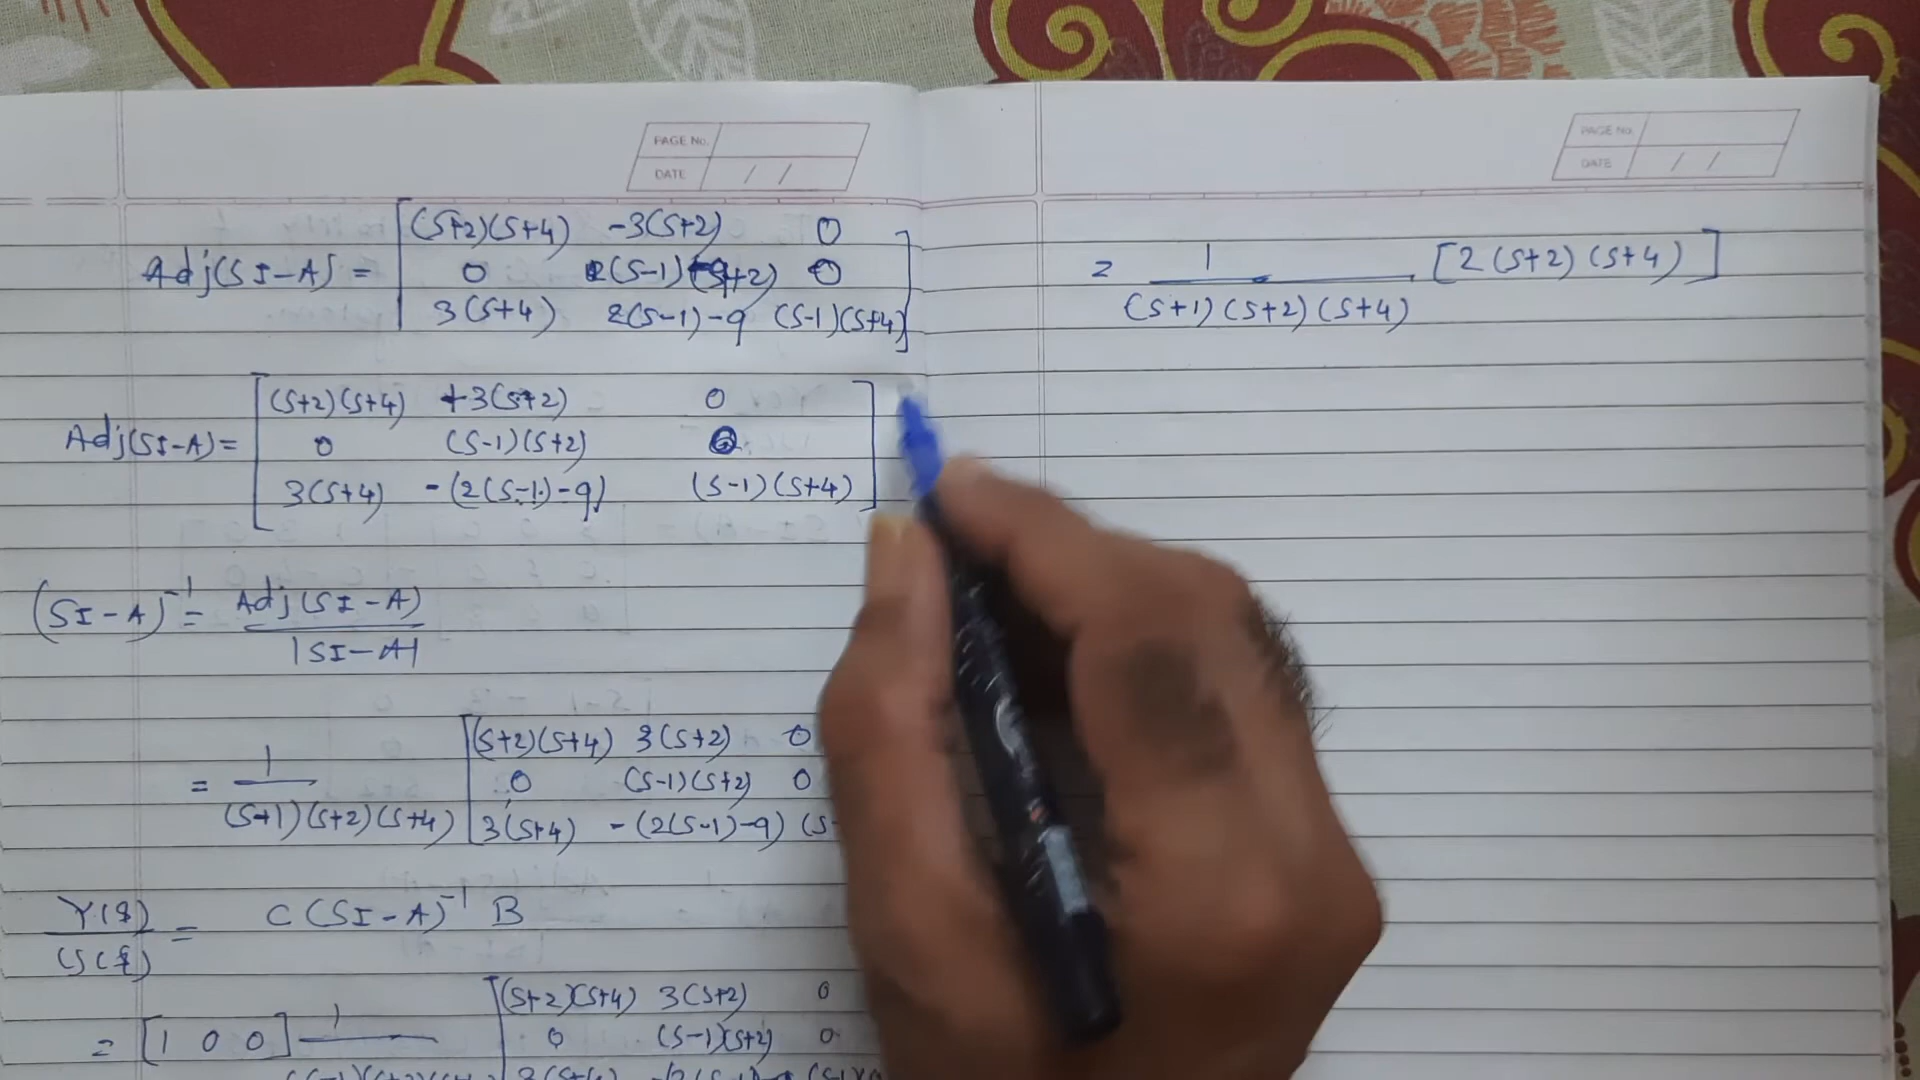 PAGE No.
DATE / /
PAGE No.
DATE / /
Adj(SI-A) = [(S+2)(S+4) -3(S+2) 0
0 2(S-1) (S+2) 0
3(S+4) 2(S-1)-9 (S-1)(S+4)]
Adj(SI-A) = [(S+2)(S+4) +3(S+2) 0
0 (S-1)(S+2) 0
3(S+4) -(2(S-1)-9) (S-1)(S+4)]
(SI-A)⁻¹ = Adj(SI-A)
|SI-A|
= 1
(S+1)(S+2)(S+4) [(S+2)(S+4) 3(S+2) 0
0 (S-1)(S+2) 0
3(S+4) -(2(S-1)-9) (S-
Y(S) = C(SI-A)⁻¹ B
= [1 0 0] 1
[(S+2)(S+4) 3(S+2) 0
0 (S-1)(S+2) 0
3(S+4)
= 1 [2(S+2)(S+4)]
(S+1)(S+2)(S+4)